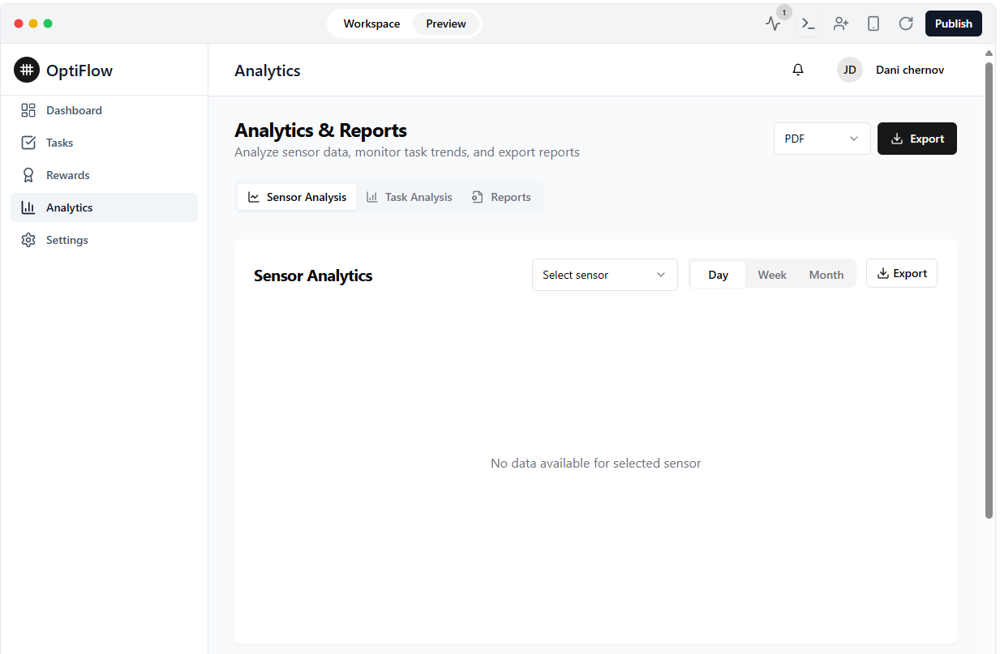 Workspace Preview 1 Publish
OptiFlow
Analytics
JD Dani chernov
Dashboard
Tasks
Rewards
Analytics
Settings
Analytics & Reports
Analyze sensor data, monitor task trends, and export reports
PDF Export
Sensor Analysis Task Analysis Reports
Sensor Analytics
Select sensor Day Week Month Export
No data available for selected sensor